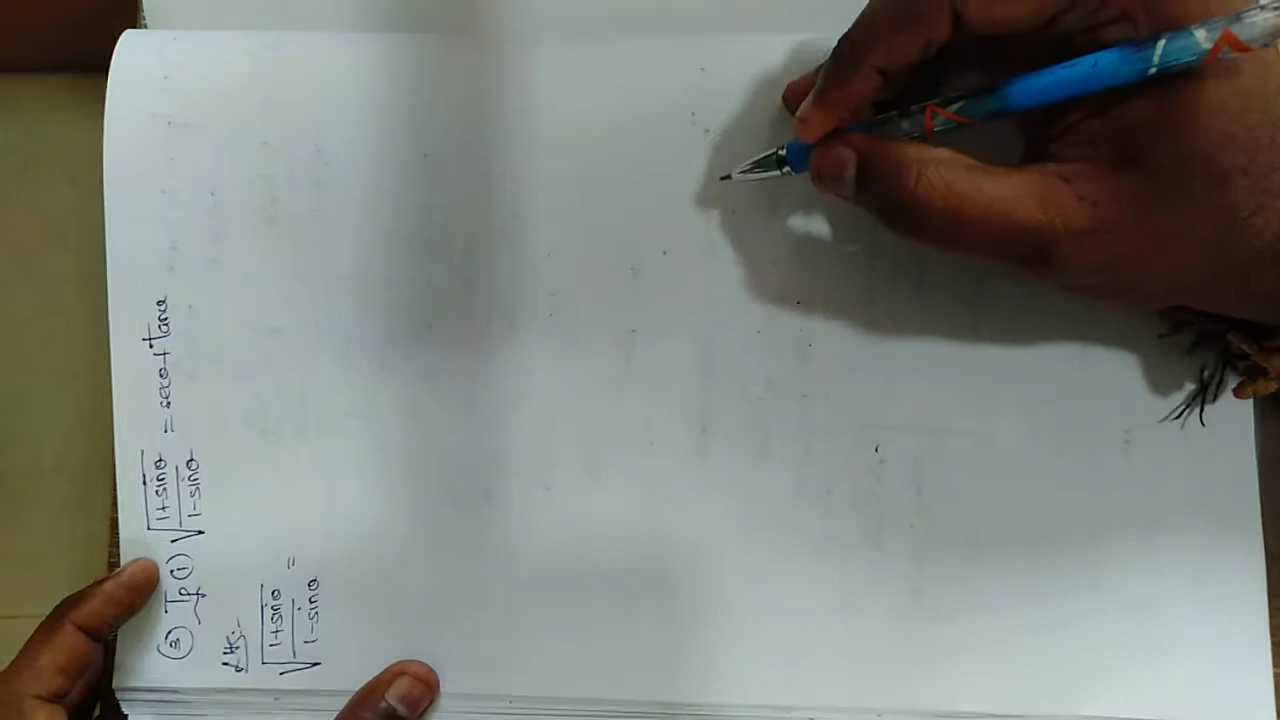 ③ Tp (i) √(1+sinθ / 1-sinθ) = secθ+tanθ
LHS:-
√(1+sinθ / 1-sinθ) =